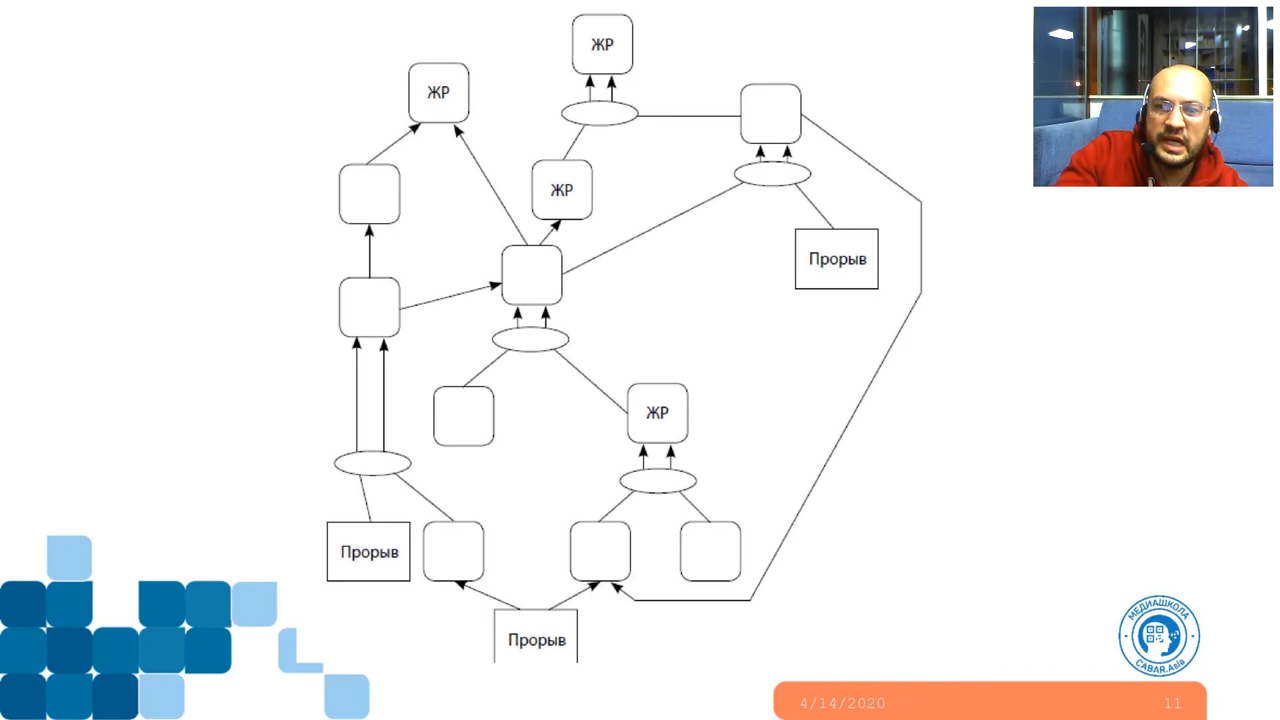 ЖР
ЖР
ЖР
Прорыв
ЖР
Прорыв
Прорыв
МЕДИАШКОЛА
CABAR.Asia
4/14/2020
11